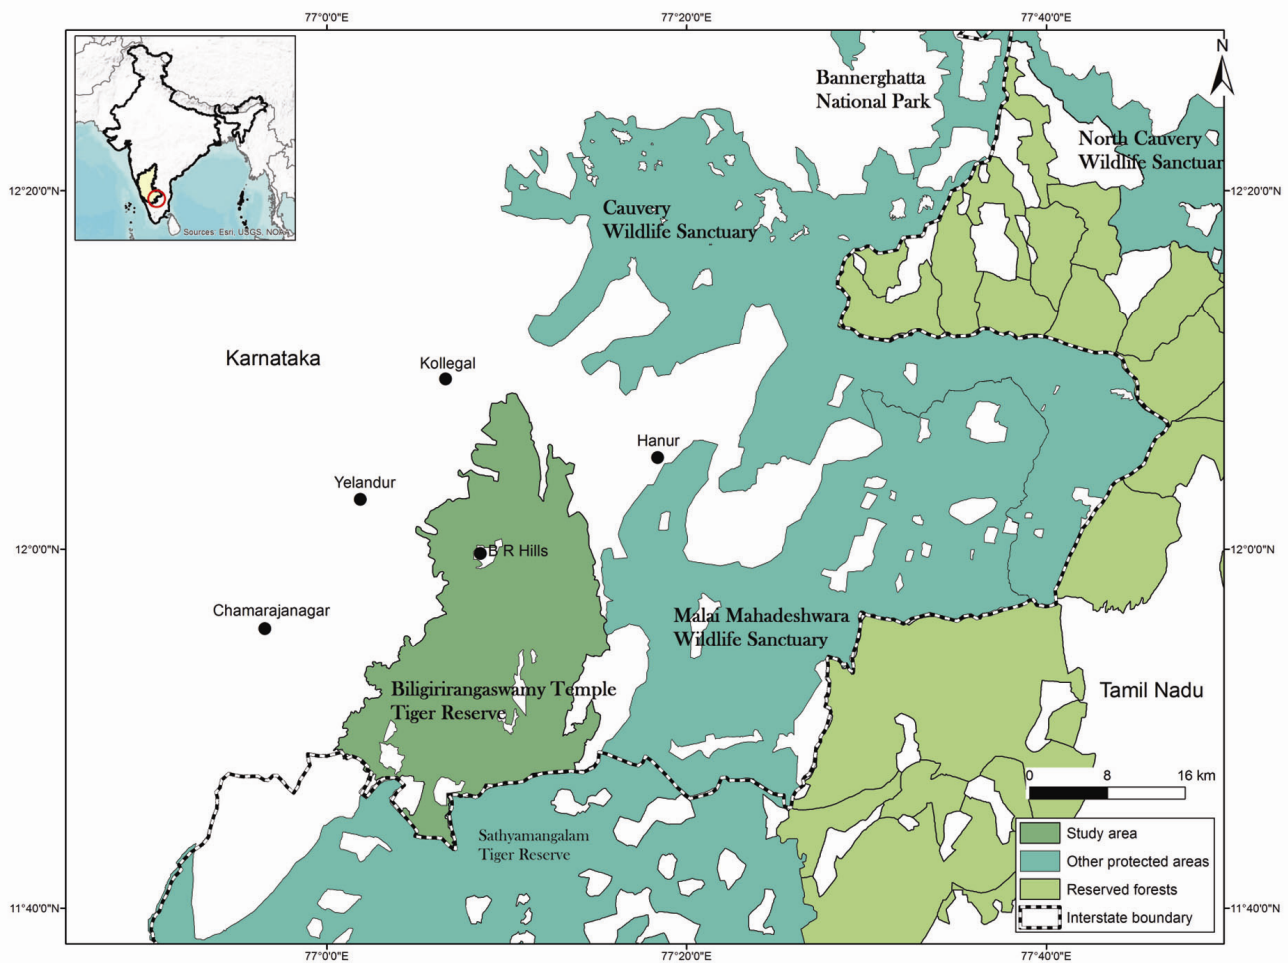 77°0'0"E
77°20'0"E
77°40'0"E
N
Bannerghatta
National Park
North Cauvery
Wildlife Sanctuar
12°20'0"N
12°20'0"N
Cauvery
Wildlife Sanctuary
Sources: Esri, USGS, NOAA
Karnataka
Kollegal
Hanur
Yelandur
12°0'0"N
B R Hills
12°0'0"N
Chamarajanagar
Malai Mahadeshwara
Wildlife Sanctuary
Biligirirangaswamy Temple
Tiger Reserve
Tamil Nadu
0 8 16 km
Sathyamangalam
Tiger Reserve
Study area
Other protected areas
Reserved forests
Interstate boundary
11°40'0"N
11°40'0"N
77°0'0"E
77°20'0"E
77°40'0"E